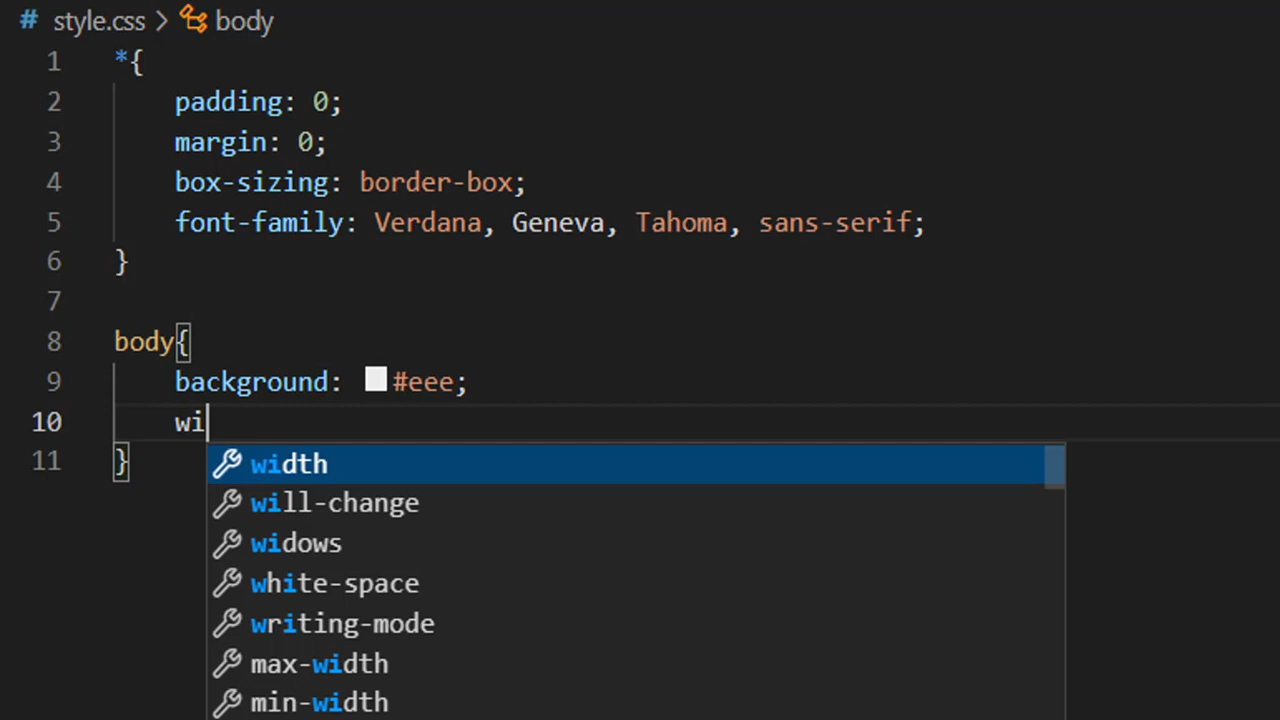 # style.css > body
1 *{
2 padding: 0;
3 margin: 0;
4 box-sizing: border-box;
5 font-family: Verdana, Geneva, Tahoma, sans-serif;
6 }
7
8 body{
9 background: #eee;
10 wi
11 }
width
will-change
widows
white-space
writing-mode
max-width
min-width